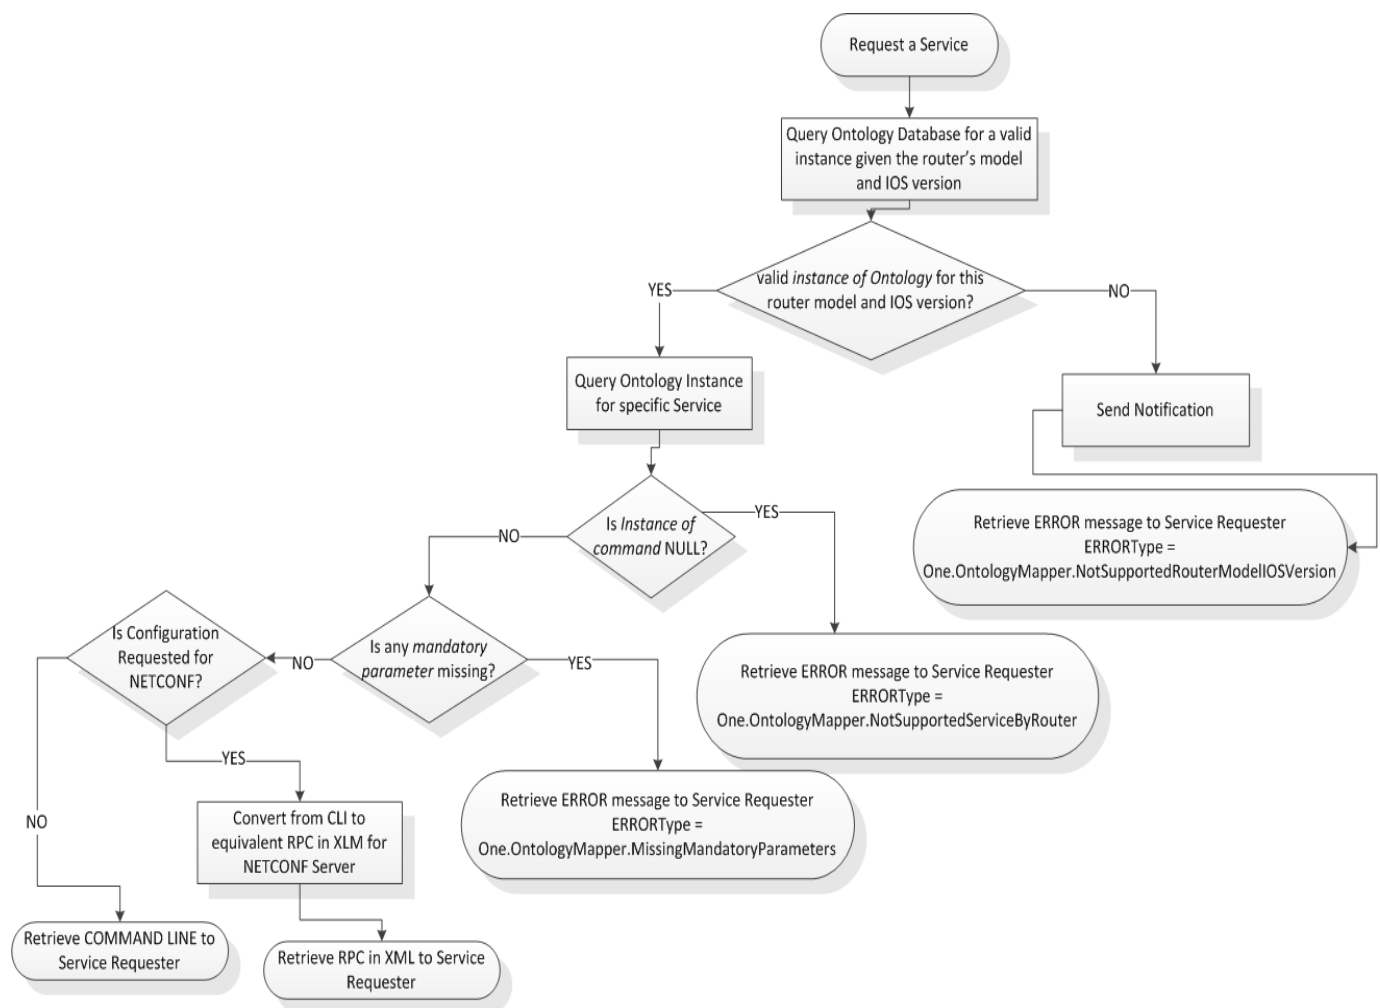 Request a Service
Query Ontology Database for a valid
instance given the router's model
and IOS version
valid instance of Ontology for this
router model and IOS version?
YES
NO
Query Ontology Instance
for specific Service
Send Notification
Is Instance of
command NULL?
YES
NO
Retrieve ERROR message to Service Requester
ERRORType =
One.OntologyMapper.NotSupportedRouterModelIOSVersion
Is Configuration
Requested for
NETCONF?
NO
Is any mandatory
parameter missing?
YES
Retrieve ERROR message to Service Requester
ERRORType =
One.OntologyMapper.NotSupportedServiceByRouter
YES
NO
Convert from CLI to
equivalent RPC in XLM for
NETCONF Server
Retrieve ERROR message to Service Requester
ERRORType =
One.OntologyMapper.MissingMandatoryParameters
Retrieve COMMAND LINE to
Service Requester
Retrieve RPC in XML to Service
Requester